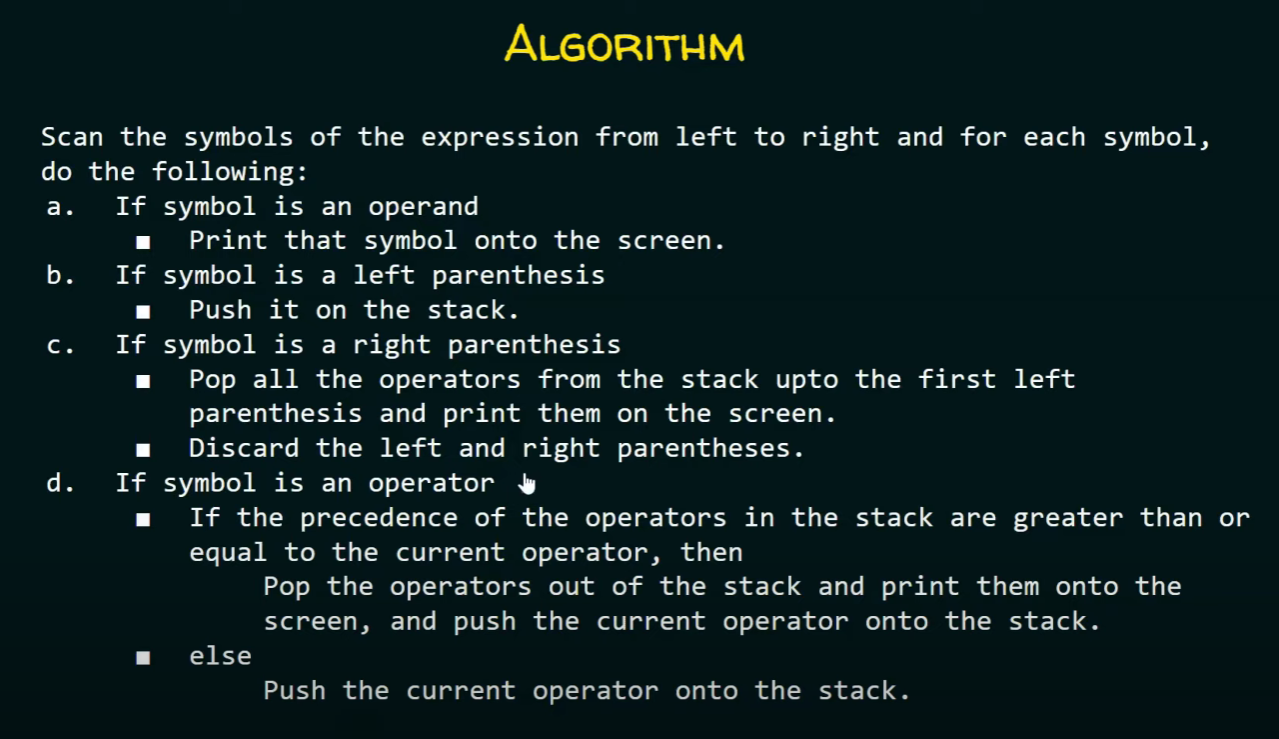 ALGORITHM
Scan the symbols of the expression from left to right and for each symbol,
do the following:
a. If symbol is an operand
■ Print that symbol onto the screen.
b. If symbol is a left parenthesis
■ Push it on the stack.
c. If symbol is a right parenthesis
■ Pop all the operators from the stack upto the first left
parenthesis and print them on the screen.
■ Discard the left and right parentheses.
d. If symbol is an operator
■ If the precedence of the operators in the stack are greater than or
equal to the current operator, then
Pop the operators out of the stack and print them onto the
screen, and push the current operator onto the stack.
■ else
Push the current operator onto the stack.